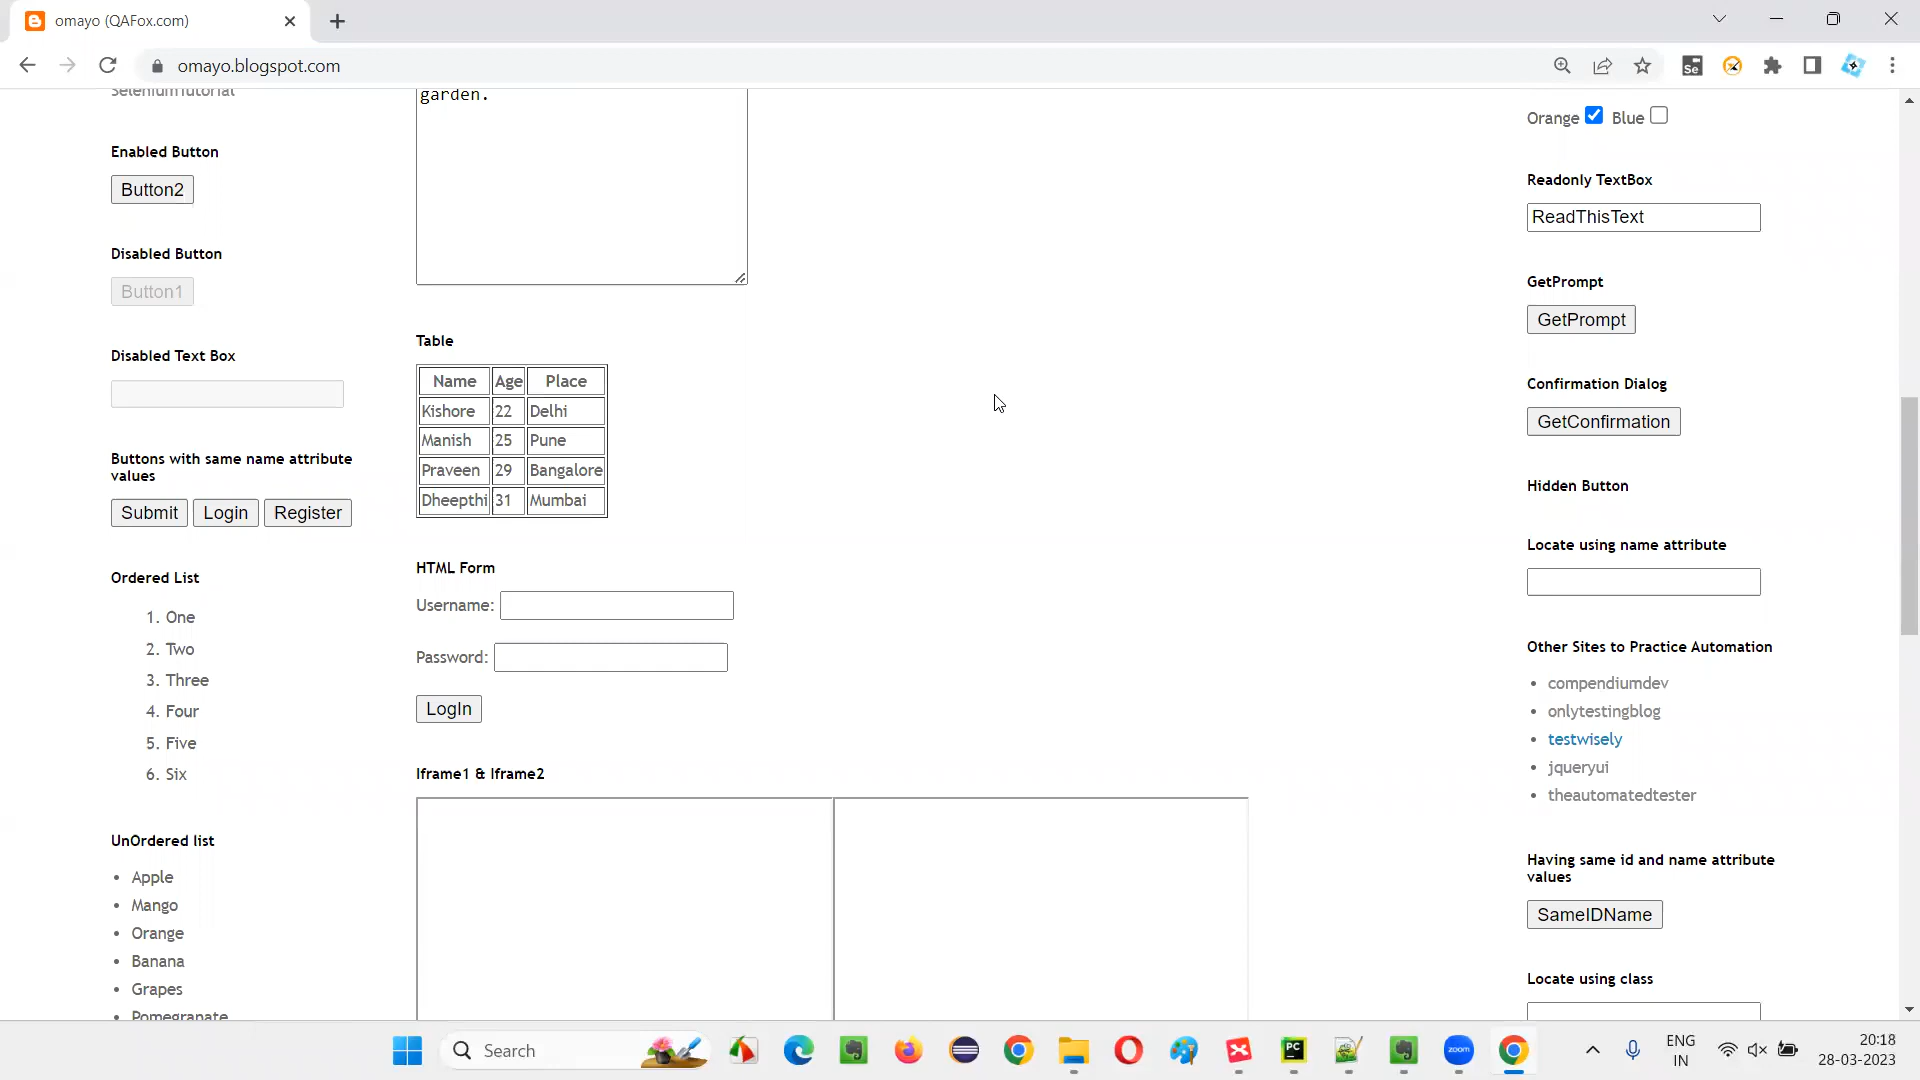 omayo (QAFox.com)
omayo.blogspot.com
SeleniumTutorial
Enabled Button
Button2
Disabled Button
Button1
Disabled Text Box
Buttons with same name attribute
values
Submit Login Register
Ordered List
1. One
2. Two
3. Three
4. Four
5. Five
6. Six
UnOrdered list
• Apple
• Mango
• Orange
• Banana
• Grapes
• Pomegranate
garden.
Table
Name Age Place
Kishore 22 Delhi
Manish 25 Pune
Praveen 29 Bangalore
Dheepthi 31 Mumbai
HTML Form
Username:
Password:
LogIn
Iframe1 & Iframe2
Orange Blue
Readonly TextBox
ReadThisText
GetPrompt
GetPrompt
Confirmation Dialog
GetConfirmation
Hidden Button
Locate using name attribute
Other Sites to Practice Automation
• compendiumdev
• onlytestingblog
• testwisely
• jqueryui
• theautomatedtester
Having same id and name attribute
values
SameIDName
Locate using class
Search
Se
PC
zoom
ENG
IN
20:18
28-03-2023